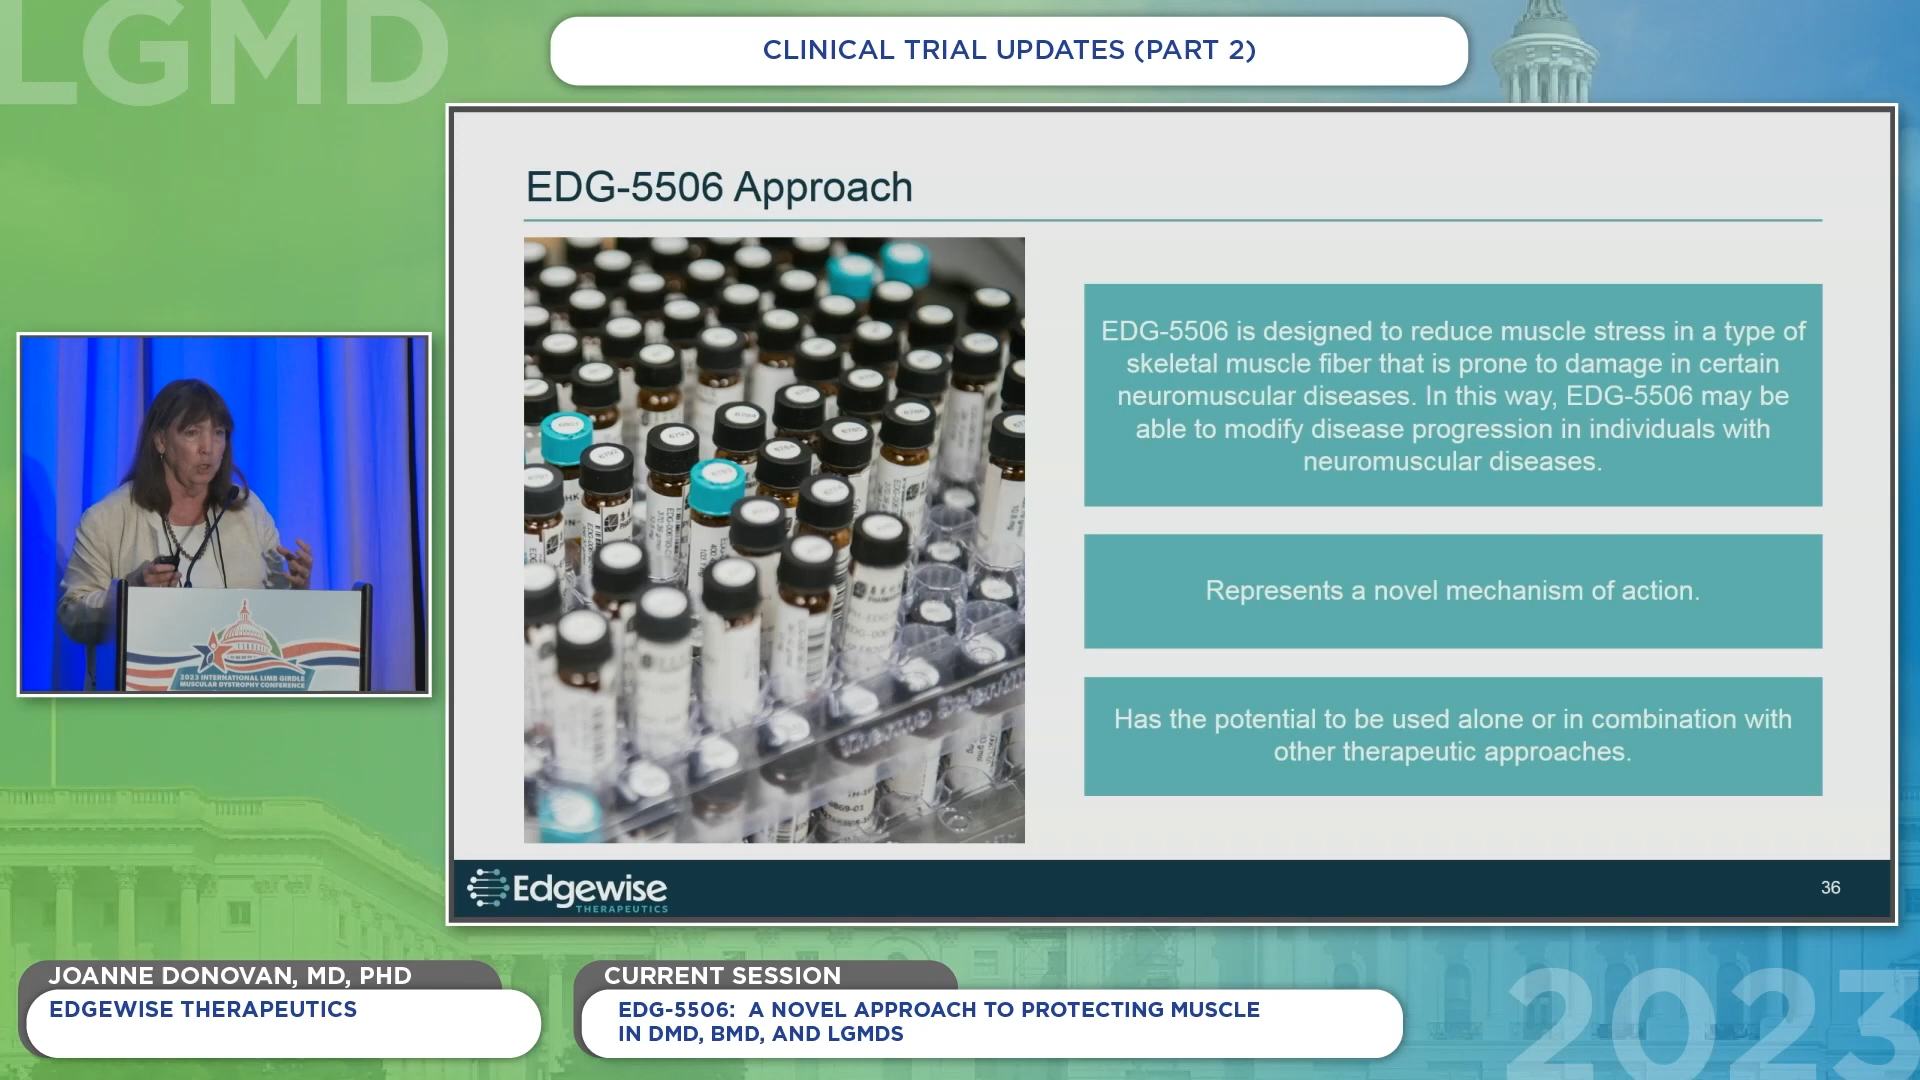 LGMD
CLINICAL TRIAL UPDATES (PART 2)
EDG-5506 Approach
EDG-5506 is designed to reduce muscle stress in a type of
skeletal muscle fiber that is prone to damage in certain
neuromuscular diseases. In this way, EDG-5506 may be
able to modify disease progression in individuals with
neuromuscular diseases.
Represents a novel mechanism of action.
Has the potential to be used alone or in combination with
other therapeutic approaches.
Edgewise
THERAPEUTICS
36
2023 INTERNATIONAL LIMB GIRDLE
MUSCULAR DYSTROPHY CONFERENCE
JOANNE DONOVAN, MD, PHD
EDGEWISE THERAPEUTICS
CURRENT SESSION
EDG-5506: A NOVEL APPROACH TO PROTECTING MUSCLE
IN DMD, BMD, AND LGMDS
2023